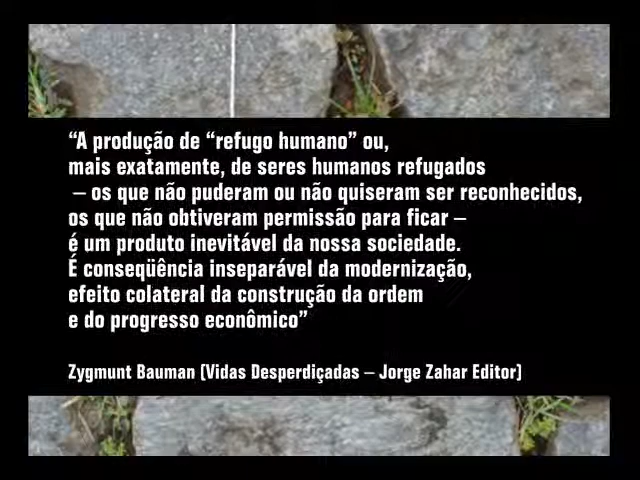 “A produção de “refugo humano” ou,
mais exatamente, de seres humanos refugados
– os que não puderam ou não quiseram ser reconhecidos,
os que não obtiveram permissão para ficar –
é um produto inevitável da nossa sociedade.
É conseqüência inseparável da modernização,
efeito colateral da construção da ordem
e do progresso econômico”
Zygmunt Bauman (Vidas Desperdiçadas – Jorge Zahar Editor)